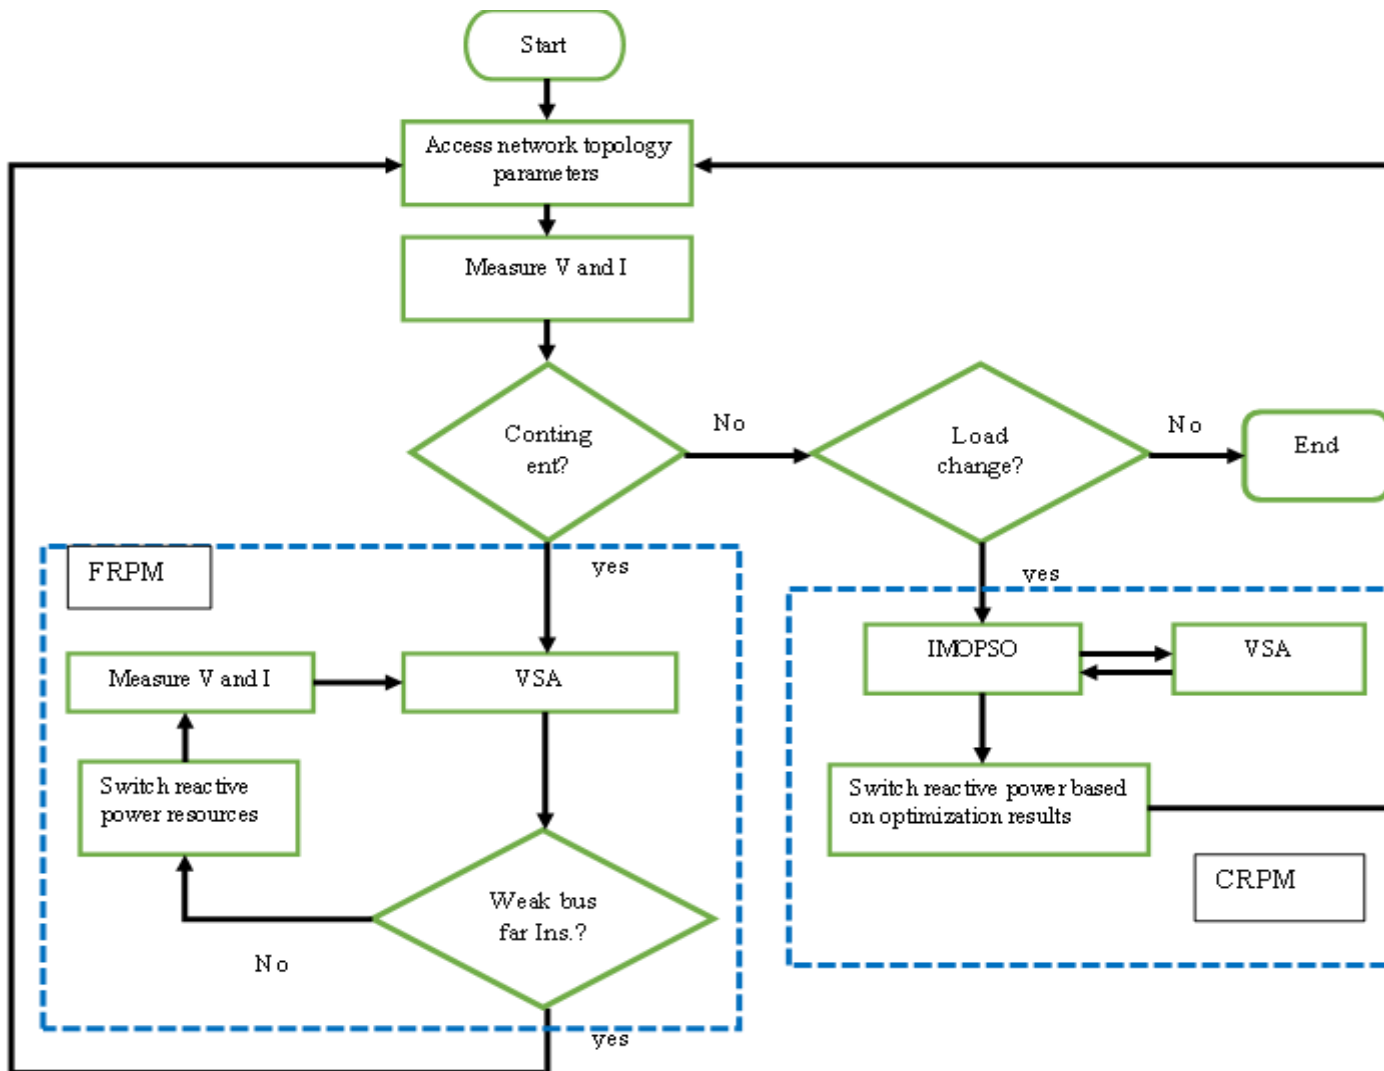 Start
Access network topology
parameters
Measure V and I
Conting
ent?
No
Load
change?
No
End
yes
yes
FRPM
Measure V and I
VSA
Switch reactive
power resources
Weak bus
far Ins.?
No
yes
IMOPSO
VSA
Switch reactive power based
on optimization results
CRPM